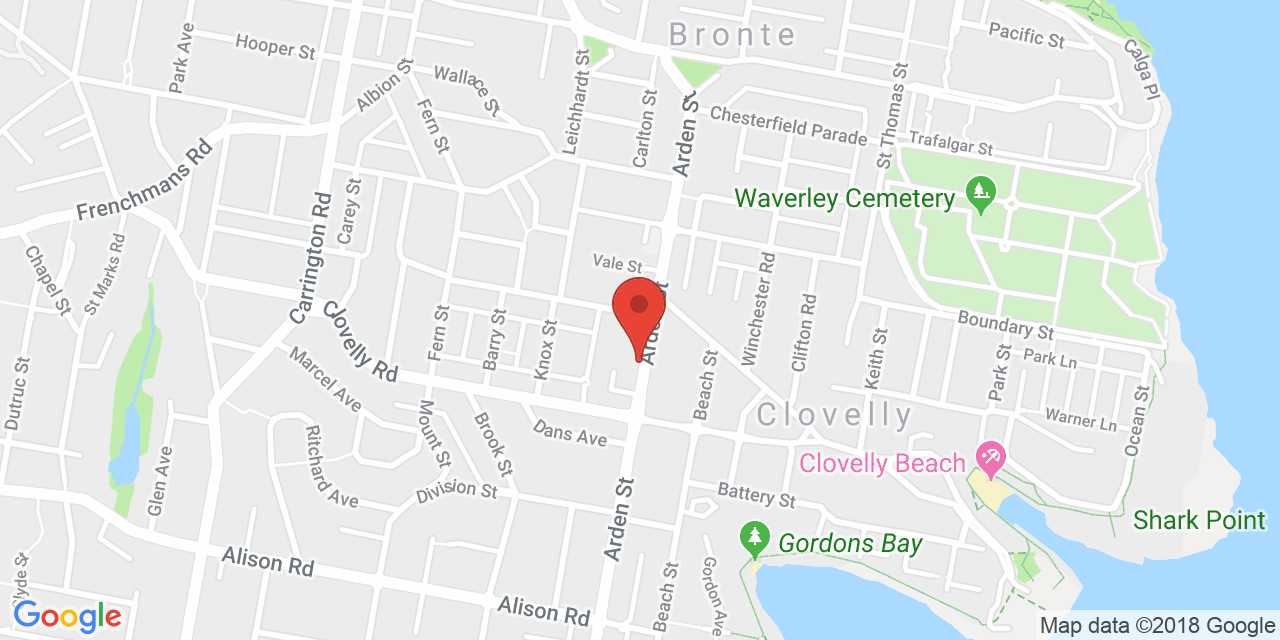 Bronte
Pacific St
Calga Pl
Park Ave
Hooper St
Wallace St
Albion St
Fern St
Leichhardt St
Carlton St
Arden St
Chesterfield Parade
St Thomas St
Trafalgar St
Frenchmans Rd
Carey St
Carrington Rd
Waverley Cemetery
Chapel St
St Marks Rd
Vale St
Winchester Rd
Clifton Rd
Boundary St
Clovelly Rd
Fern St
Barry St
Knox St
Beach St
Keith St
Park St
Park Ln
Dutruc St
Marcel Ave
Clovelly
Warner Ln
Ocean St
Mount St
Brook St
Dans Ave
Clovelly Beach
Glen Ave
Ritchard Ave
Division St
Battery St
Shark Point
Arden St
Gordons Bay
Alison Rd
Alison Rd
Beach St
Gordon Ave
Google
Map data ©2018 Google